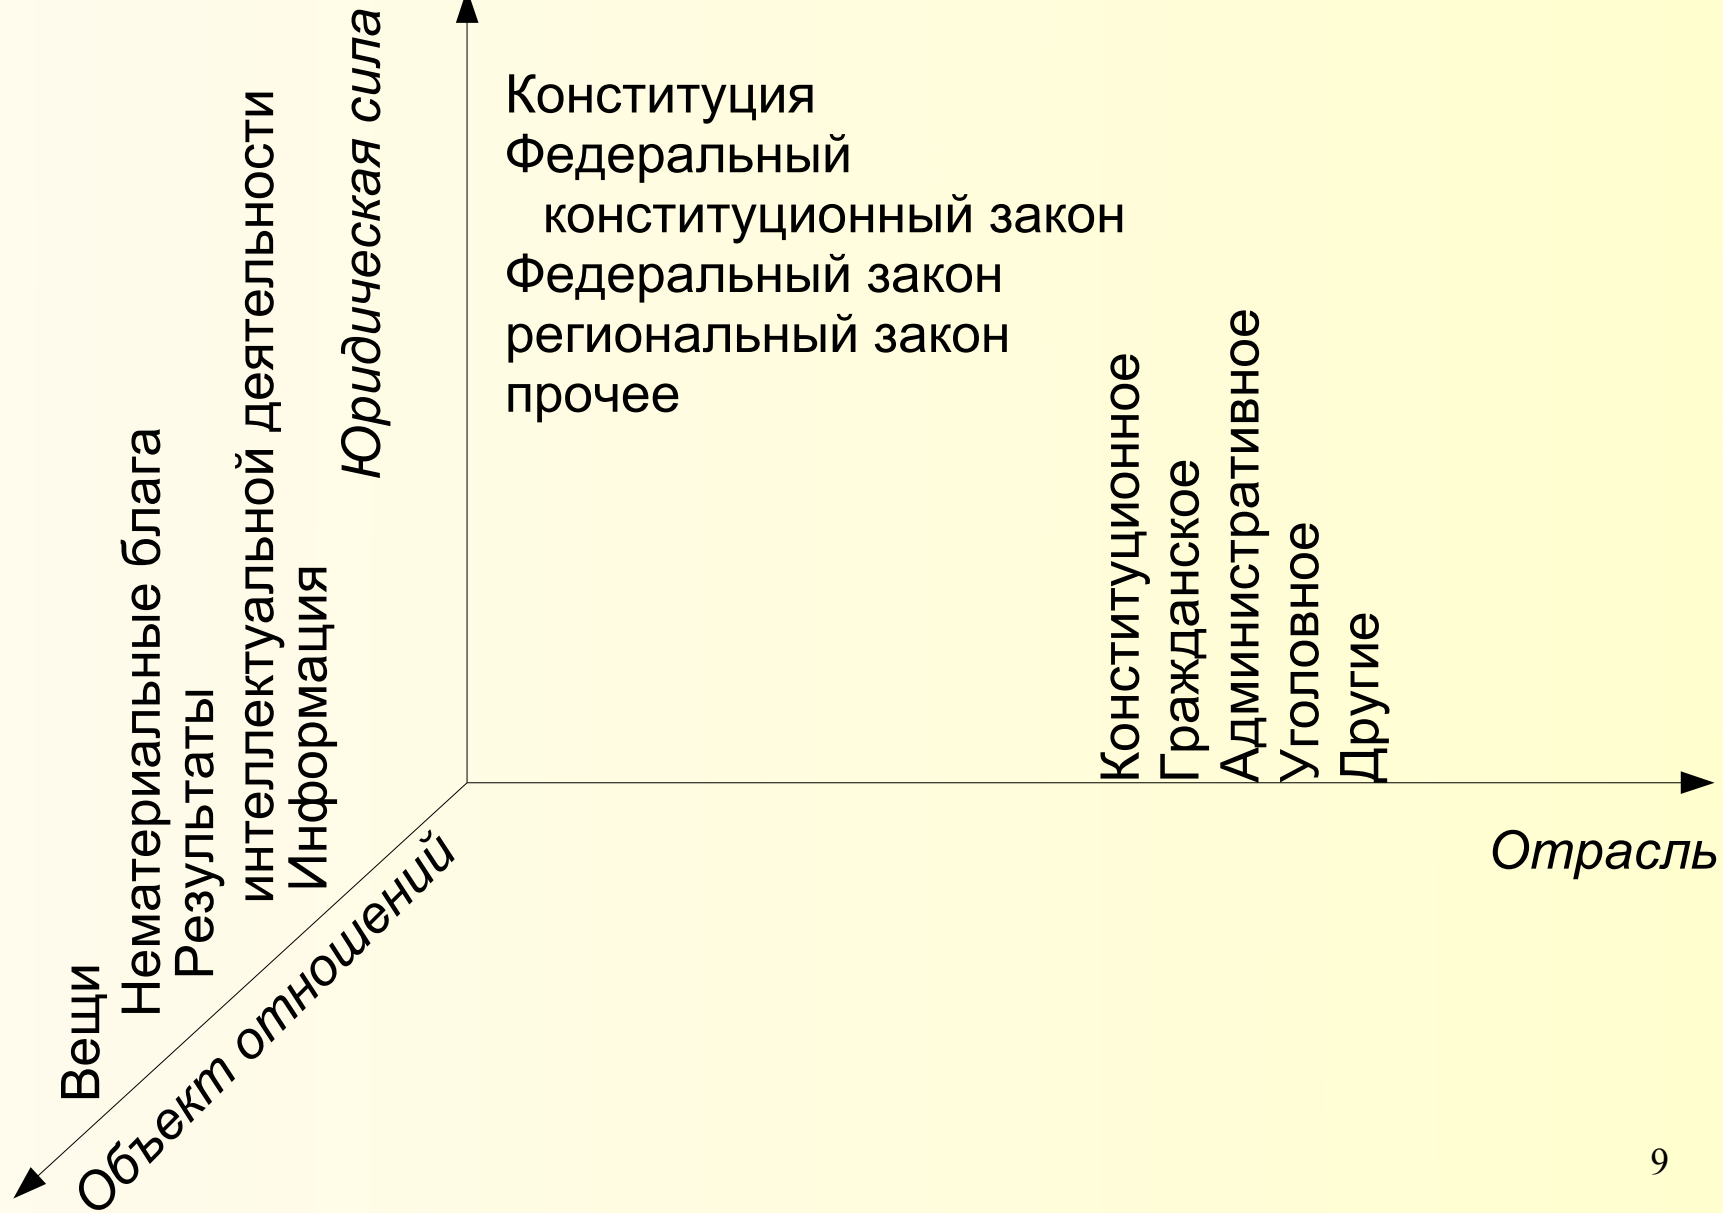 Юридическая сила
Конституция
Федеральный
конституционный закон
Федеральный закон
региональный закон
прочее
Конституционное
Гражданское
Административное
Уголовное
Другие
Отрасль
Вещи
Нематериальные блага
Результаты
интеллектуальной деятельности
Информация
Объект отношений
9